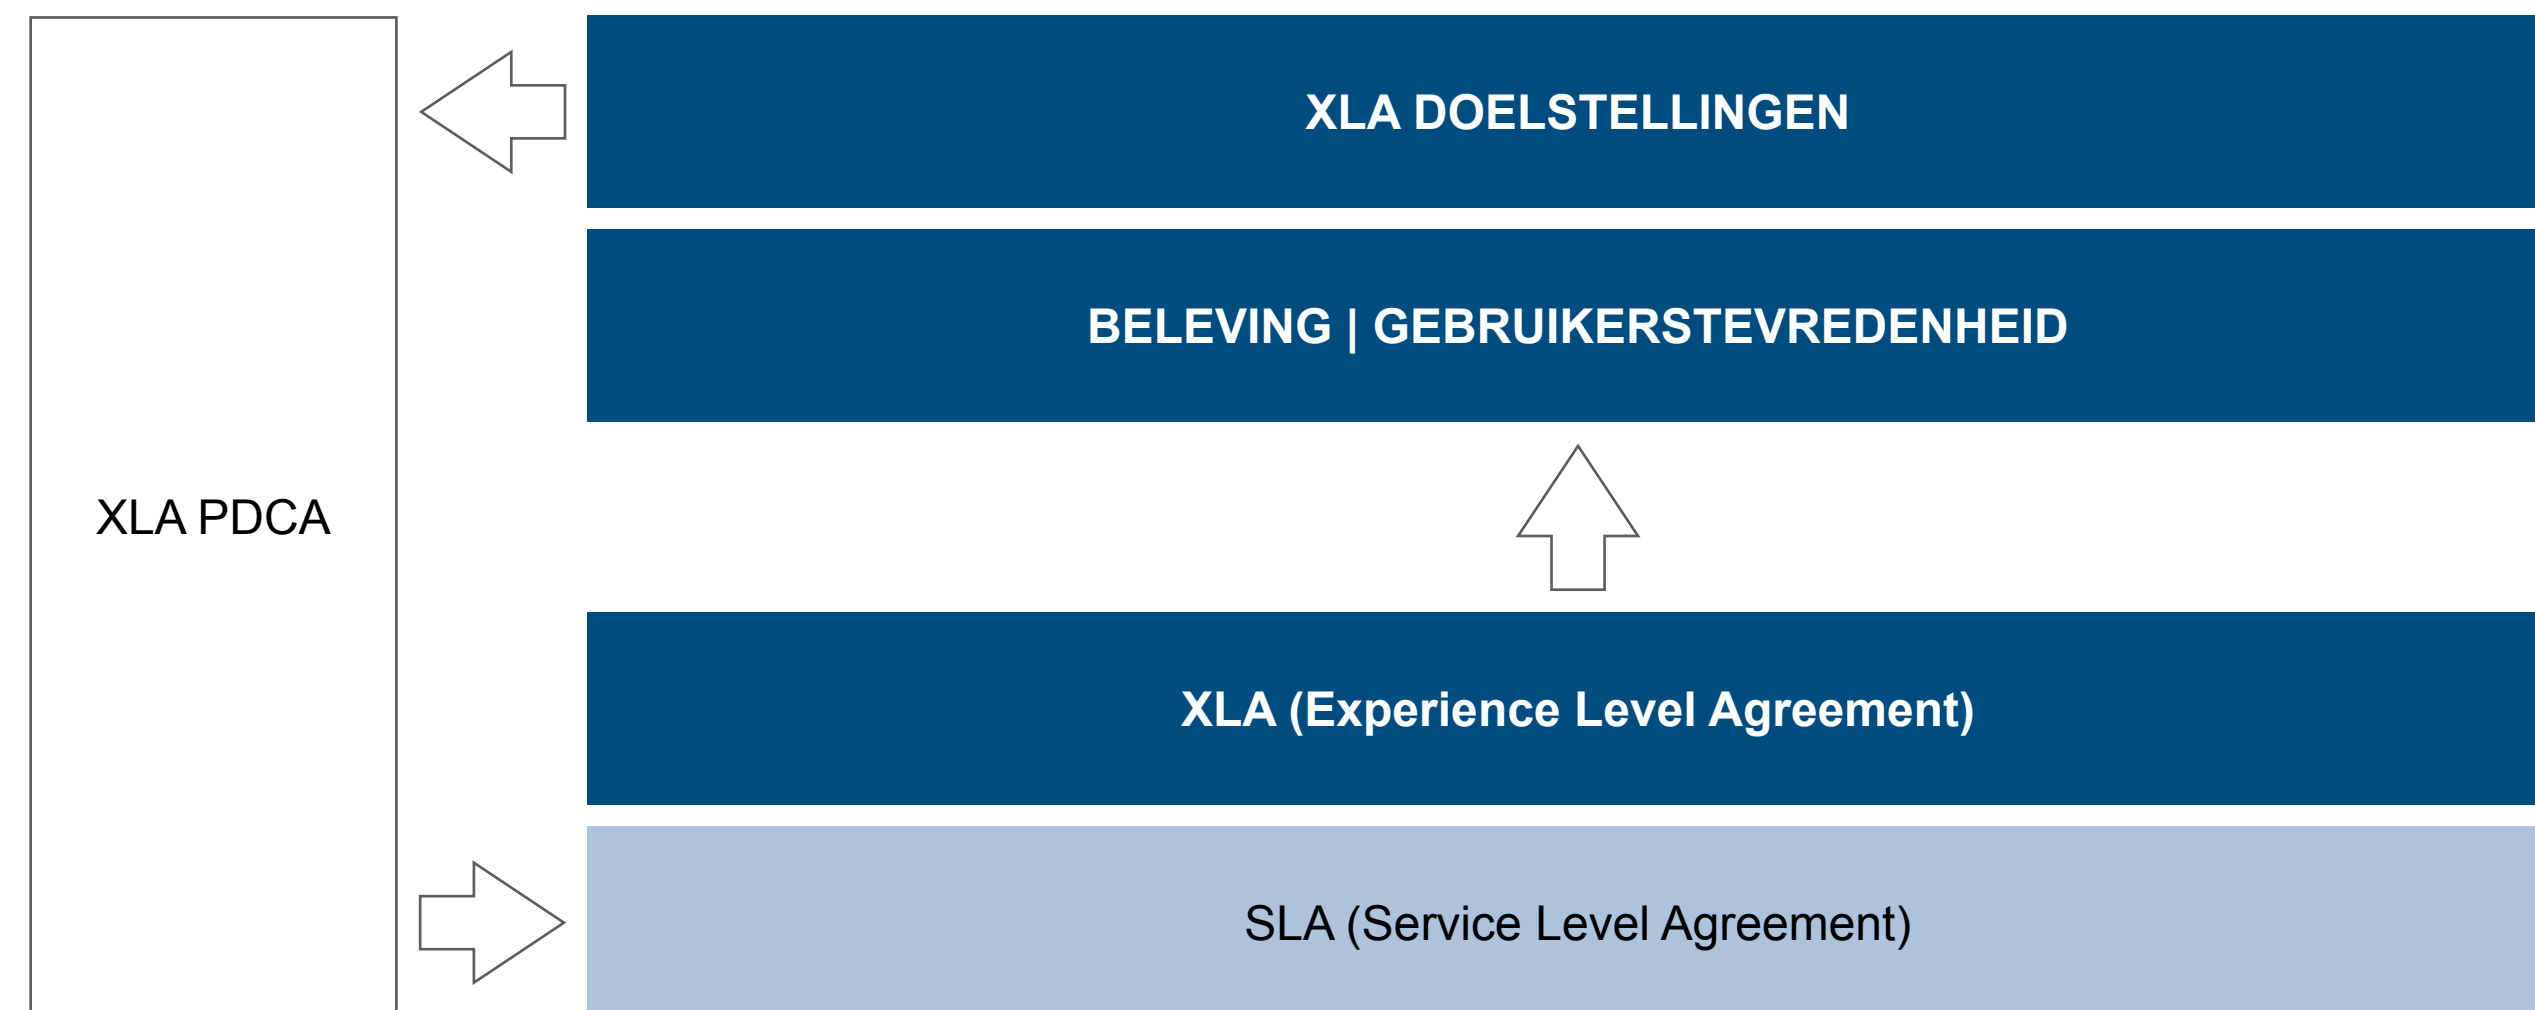 XLA DOELSTELLINGEN
BELEVING | GEBRUIKERSTEVREDENHEID
XLA PDCA
XLA (Experience Level Agreement)
SLA (Service Level Agreement)